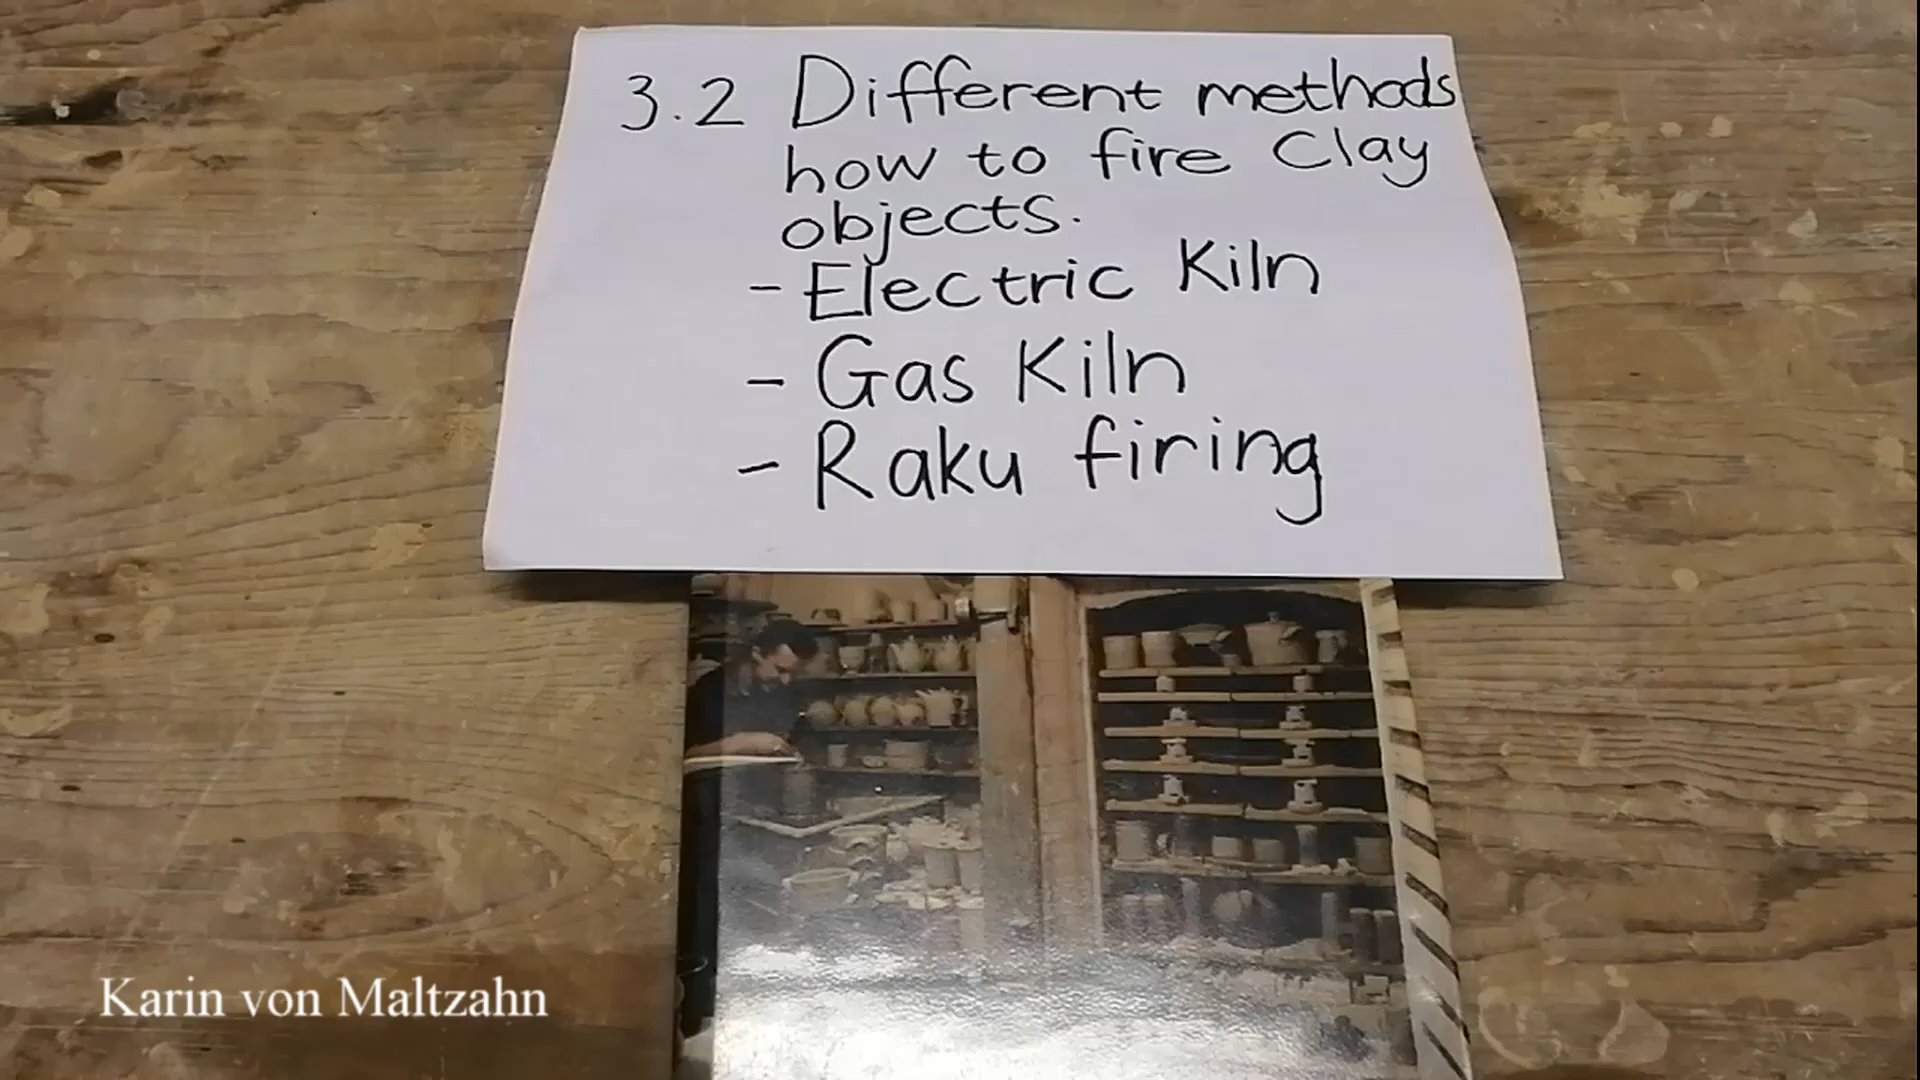 3.2 Different methods
how to fire Clay
objects.
- Electric Kiln
- Gas Kiln
- Raku firing
Karin von Maltzahn